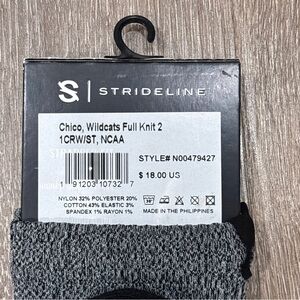 S | STRIDELINE
Chico, Wildcats Full Knit 2
1CRW/ST, NCAA
STYLE# N00479427
$ 18.00 US
1 91203 10732 7
NYLON 32% POLYESTER 20%
COTTON 43% ELASTIC 3%
SPANDEX 1% RAYON 1%
MADE IN THE PHILIPPINES